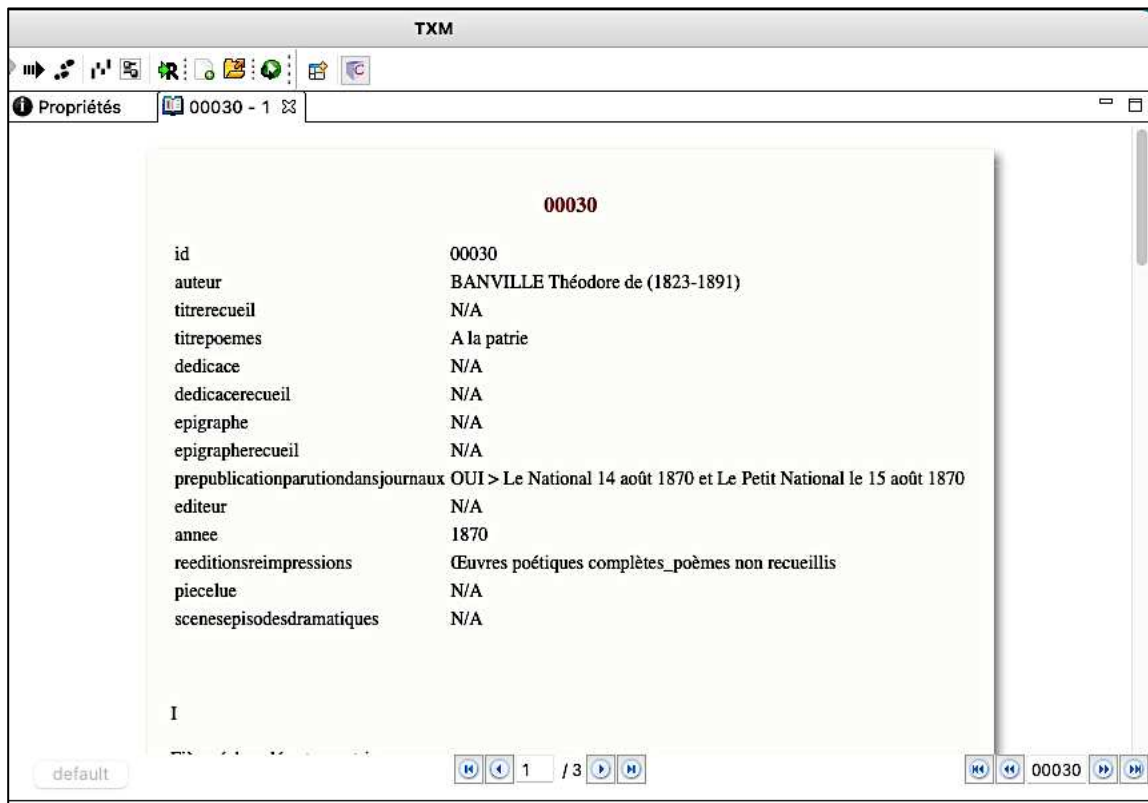 TXM
Propriétés 00030 - 1
00030
id 00030
auteur BANVILLE Théodore de (1823-1891)
titrerecueil N/A
titrepoemes A la patrie
dedicace N/A
dedicacerecueil N/A
epigraphe N/A
epigrapherecueil N/A
prepublicationparutiondansjournaux OUI > Le National 14 août 1870 et Le Petit National le 15 août 1870
editeur N/A
annee 1870
reeditionsreimpressions Œuvres poétiques complètes_poèmes non recueillis
piecelue N/A
scenesepisodesdramatiques N/A
I
default 1 / 3 00030